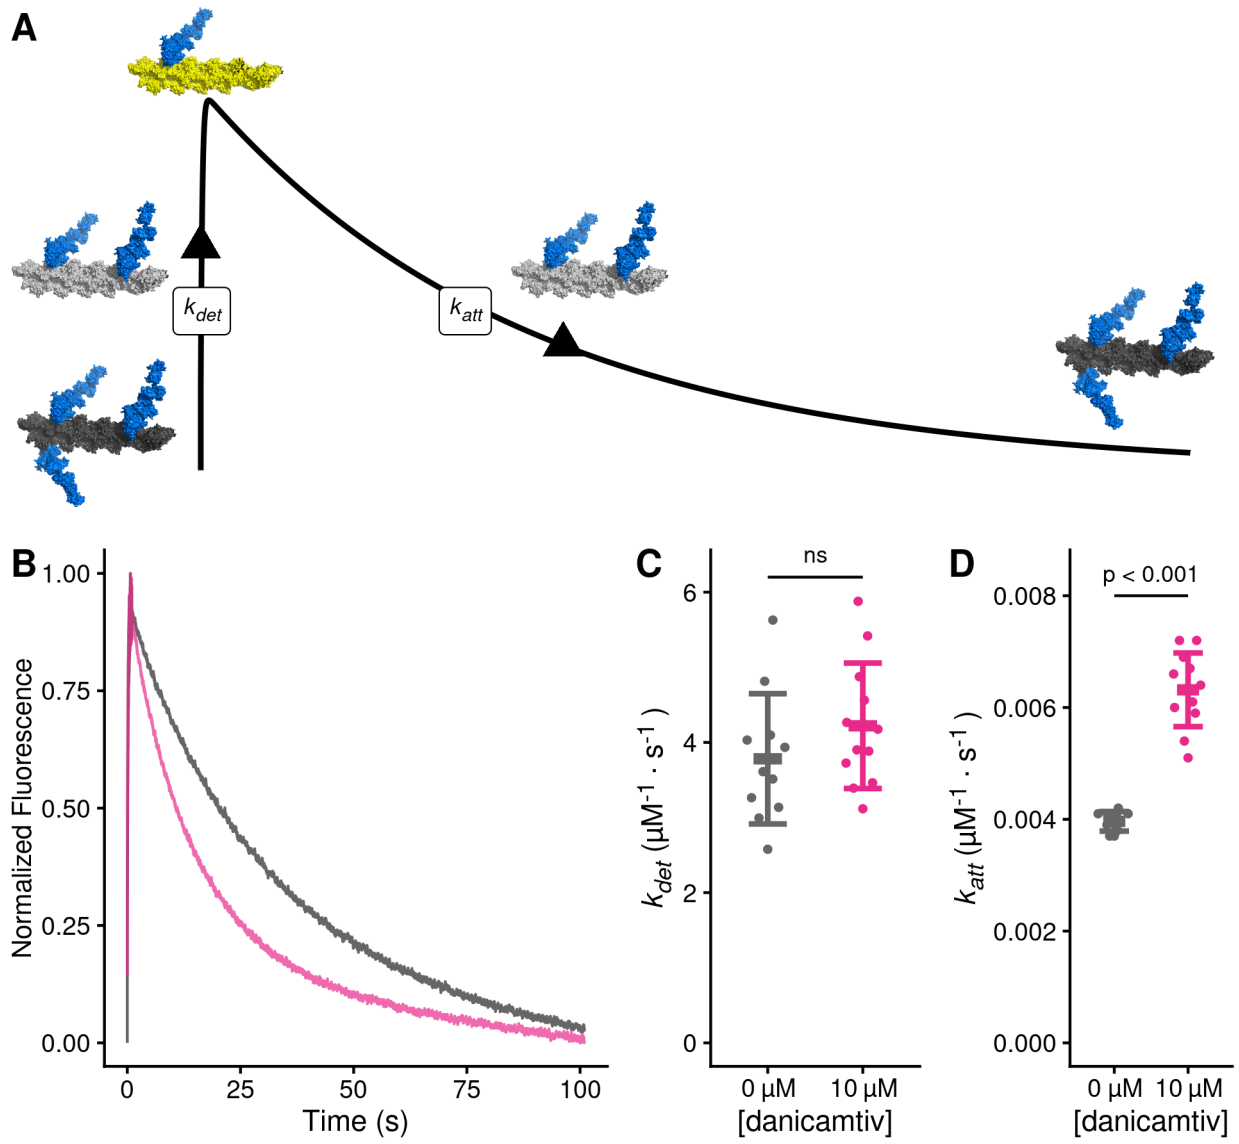 A
k_det
k_att
B
Normalized Fluorescence
1.00
0.75
0.50
0.25
0.00
0
25
50
75
100
Time (s)
C
ns
k_det (µM⁻¹ · s⁻¹)
6
4
2
0
0 µM
10 µM
[danicamtiv]
D
p < 0.001
k_att (µM⁻¹ · s⁻¹)
0.008
0.006
0.004
0.002
0.000
0 µM
10 µM
[danicamtiv]